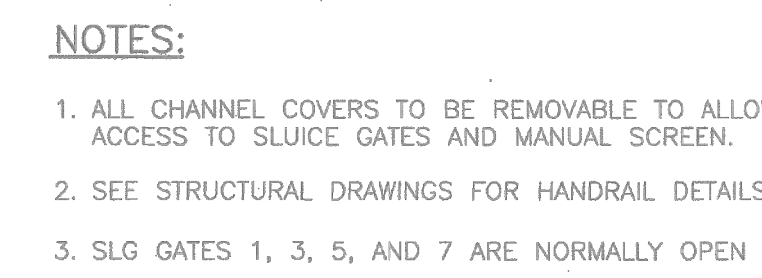 NOTES:
1. ALL CHANNEL COVERS TO BE REMOVABLE TO
ACCESS TO SLUICE GATES AND MANUAL SCREEN.
2. SEE STRUCTURAL DRAWINGS FOR HANDRAIL DETAILS
3. SLG GATES 1, 3, 5, AND 7 ARE NORMALLY OPEN